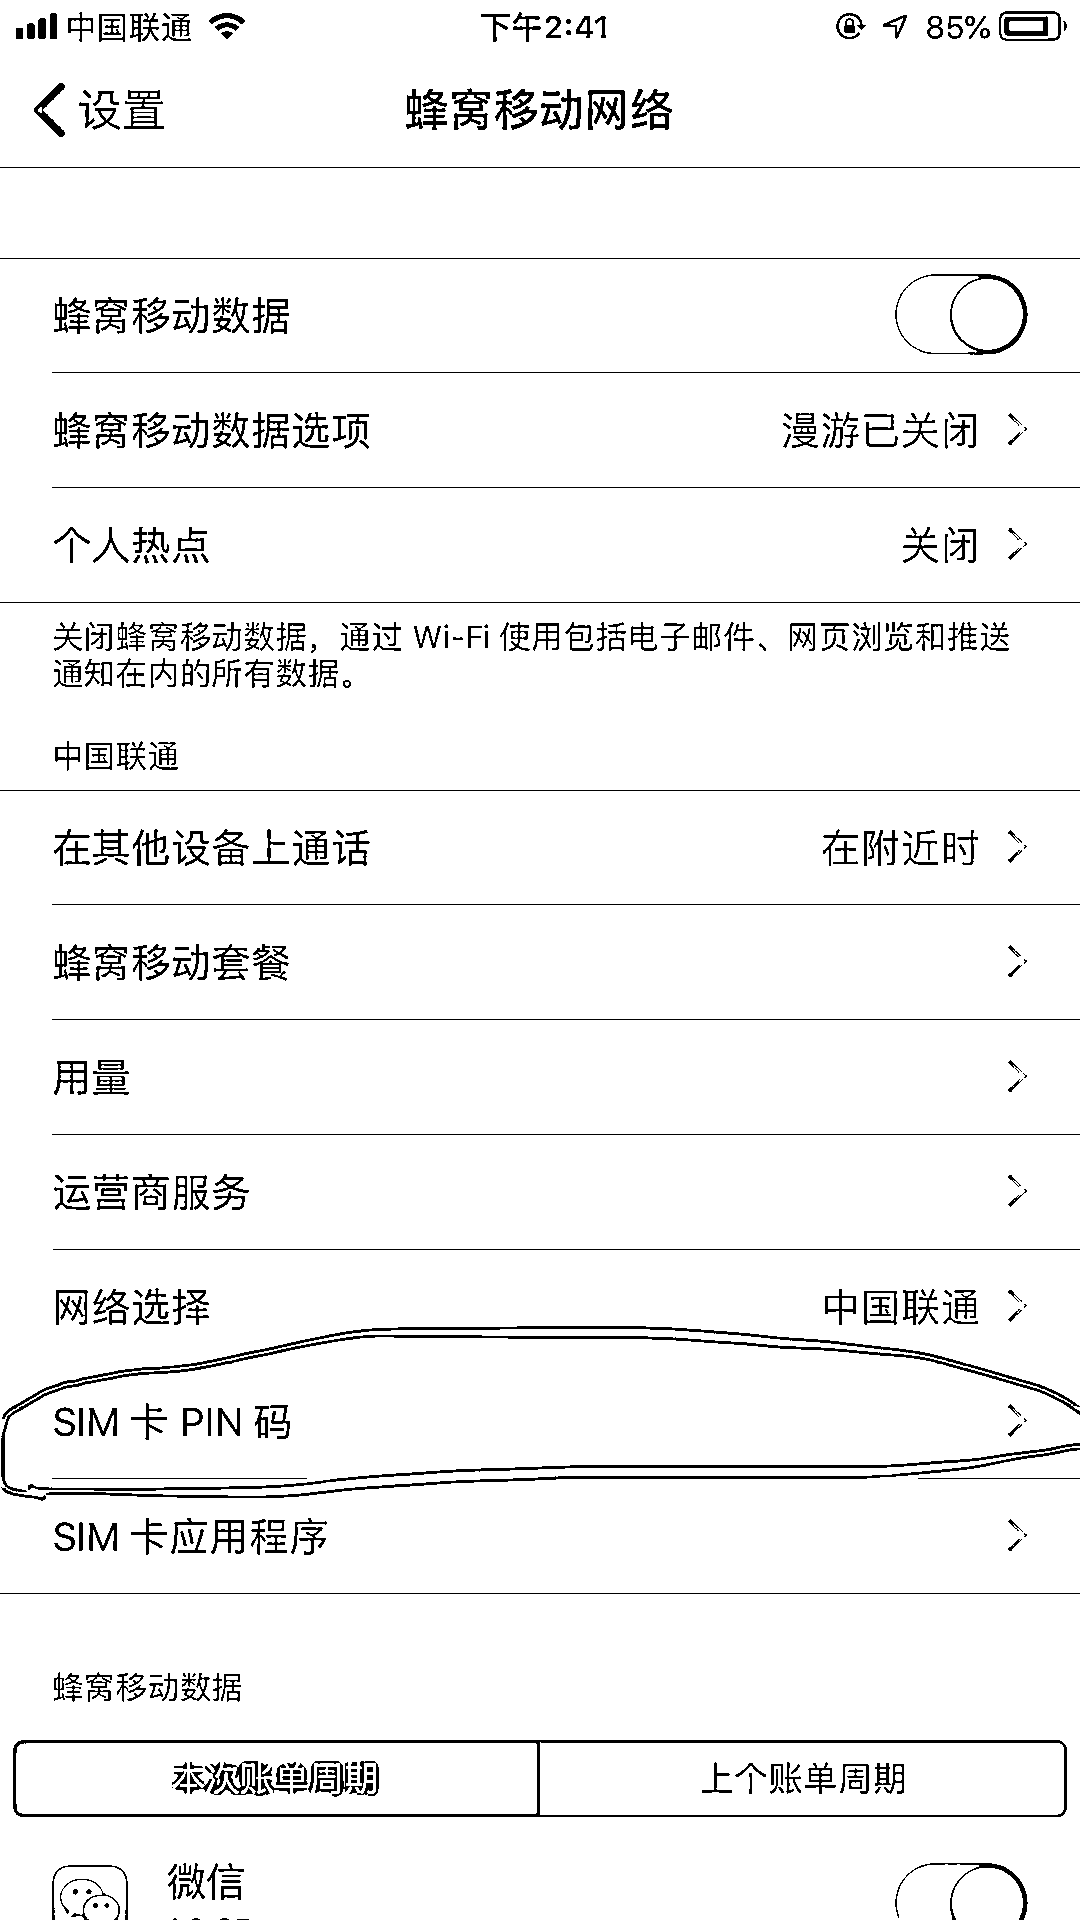 中国联通 下午2:41 85%
设置 蜂窝移动网络
蜂窝移动数据
蜂窝移动数据选项 漫游已关闭
个人热点 关闭
关闭蜂窝移动数据，通过 Wi-Fi 使用包括电子邮件、网页浏览和推送
通知在内的所有数据。
中国联通
在其他设备上通话 在附近时
蜂窝移动套餐
用量
运营商服务
网络选择 中国联通
SIM 卡 PIN 码
SIM 卡应用程序
蜂窝移动数据
本次账单周期 上个账单周期
微信